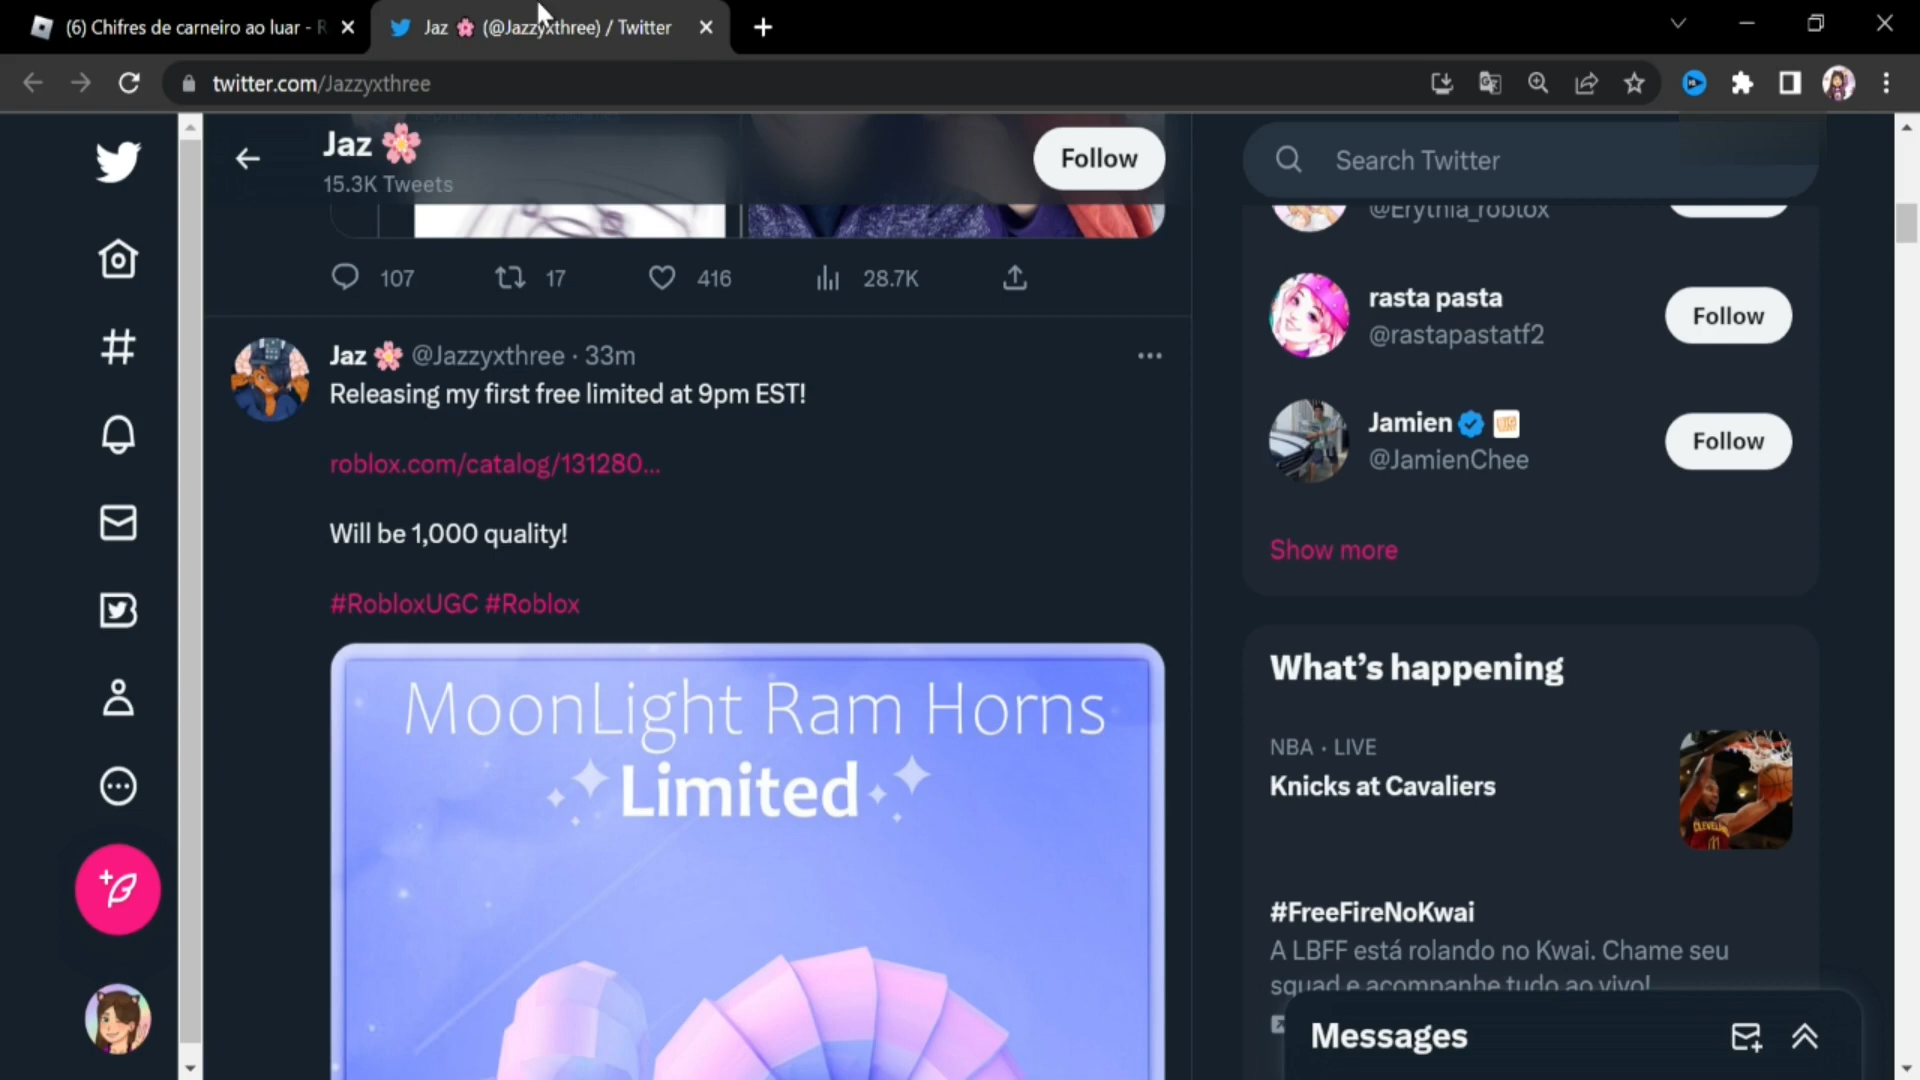 (6) Chifres de carneiro ao luar - R
Jaz 🌸 (@Jazzyxthree) / Twitter
twitter.com/Jazzyxthree
Jaz 🌸
15.3K Tweets
Follow
Search Twitter
@Erythia_roblox
107
17
416
28.7K
rasta pasta
@rastapastatf2
Follow
Jamien
@JamienChee
Follow
Show more
Jaz 🌸 @Jazzyxthree · 33m
Releasing my first free limited at 9pm EST!
roblox.com/catalog/131280...
Will be 1,000 quality!
#RobloxUGC #Roblox
MoonLight Ram Horns
Limited
What's happening
NBA · LIVE
Knicks at Cavaliers
#FreeFireNoKwai
A LBFF está rolando no Kwai. Chame seu
squad e acompanhe tudo ao vivo!
Messages